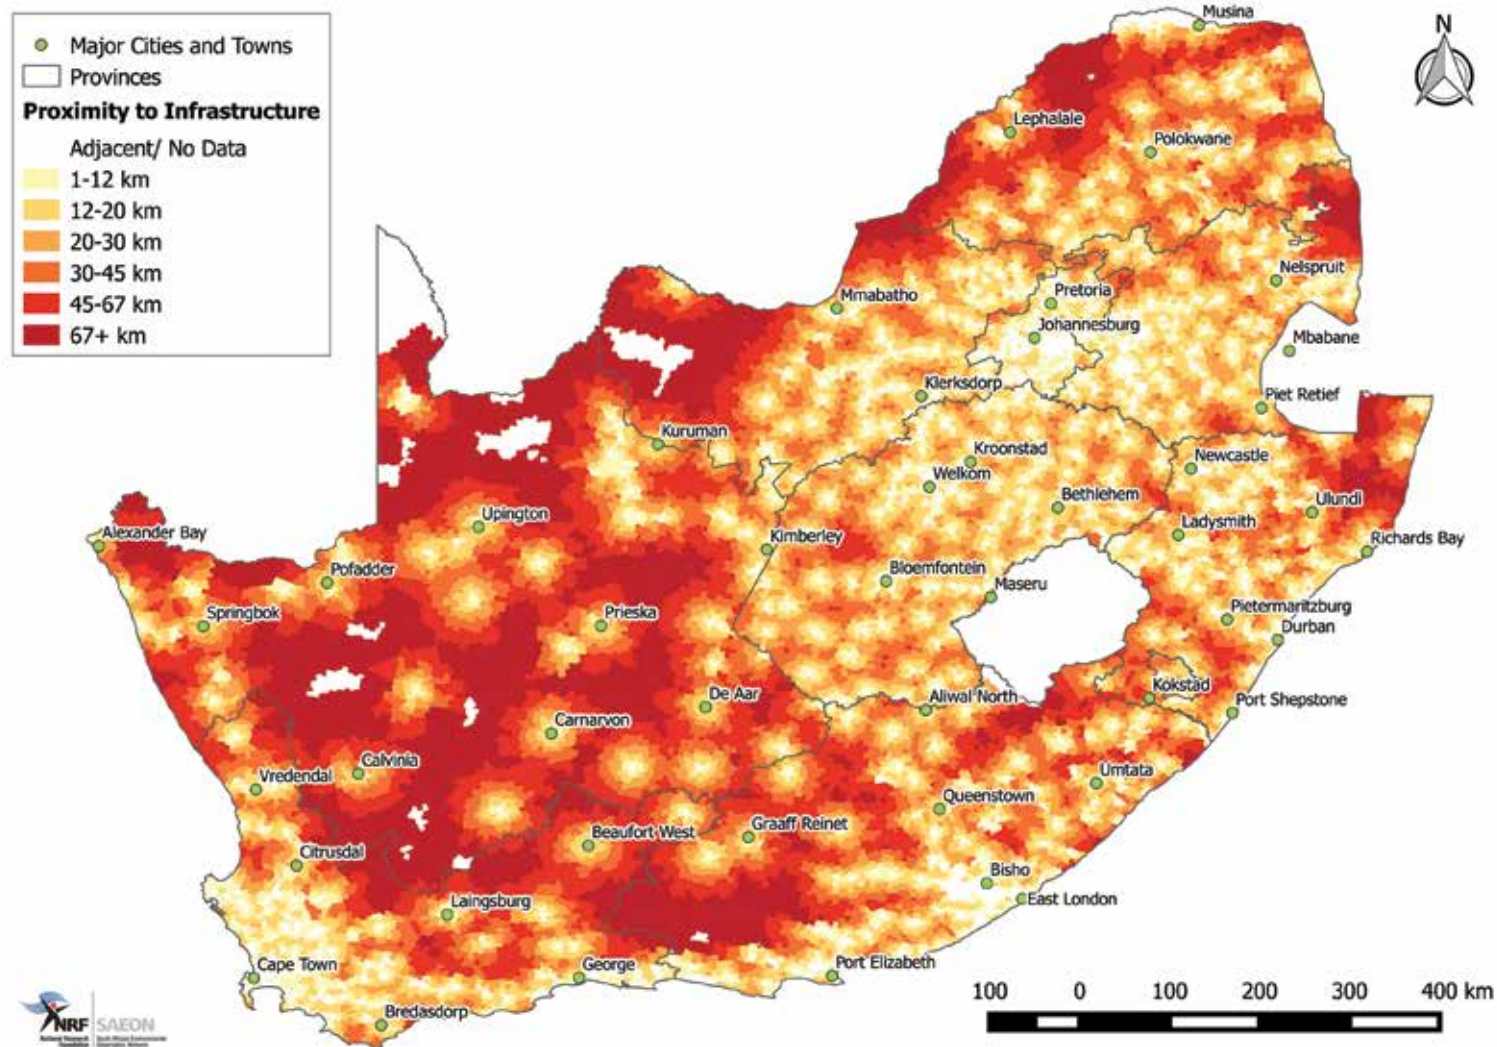 Major Cities and Towns
Provinces
Proximity to Infrastructure
Adjacent/ No Data
1-12 km
12-20 km
20-30 km
30-45 km
45-67 km
67+ km
N
Musina
Lephalale
Polokwane
Nelspruit
Mmabatho
Pretoria
Johannesburg
Mbabane
Klerksdorp
Piet Retief
Kuruman
Kroonstad
Newcastle
Welkom
Bethlehem
Ulundi
Upington
Ladysmith
Alexander Bay
Kimberley
Richards Bay
Pofadder
Bloemfontein
Maseru
Springbok
Prieska
Pietermaritzburg
Durban
Kokstad
De Aar
Aliwal North
Port Shepstone
Carnarvon
Calvinia
Vredendal
Umtata
Queenstown
Beaufort West
Graaff Reinet
Citrusdal
Bisho
Laingsburg
East London
Cape Town
George
Port Elizabeth
Bredasdorp
100 0 100 200 300 400 km
NRF SAEON